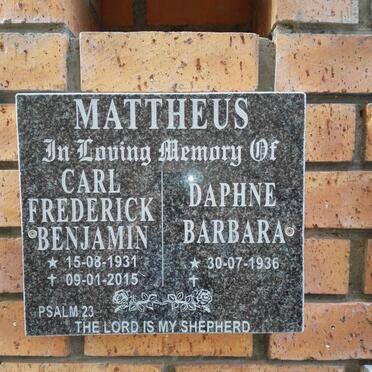 MATTHEUS
In Loving Memory Of
CARL
FREDERICK
BENJAMIN
★ 15-08-1931
✝ 09-01-2015
DAPHNE
BARBARA
★ 30-07-1936
✝
PSALM 23
THE LORD IS MY SHEPHERD